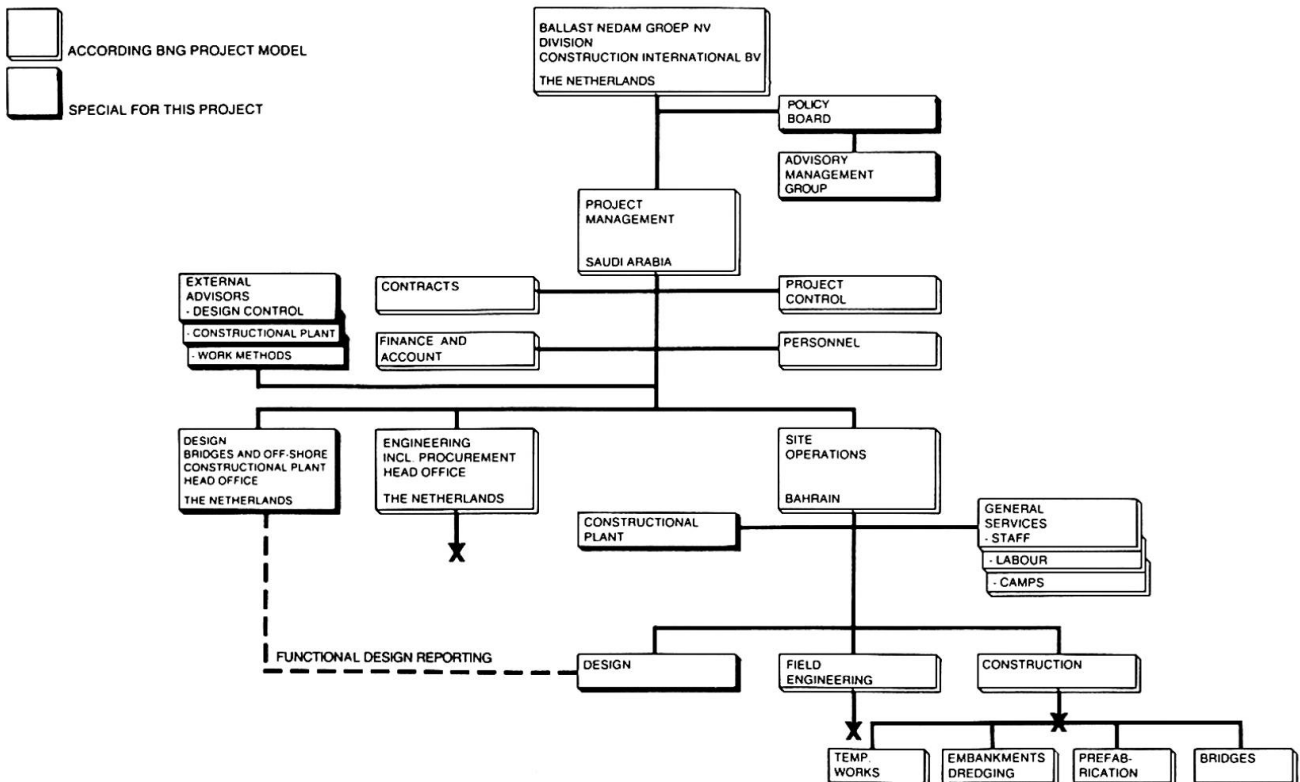 ACCORDING BNG PROJECT MODEL
SPECIAL FOR THIS PROJECT
BALLAST NEDAM GROEP NV
DIVISION
CONSTRUCTION INTERNATIONAL BV
THE NETHERLANDS
POLICY
BOARD
ADVISORY
MANAGEMENT
GROUP
PROJECT
MANAGEMENT
SAUDI ARABIA
EXTERNAL
ADVISORS
- DESIGN CONTROL
- CONSTRUCTIONAL PLANT
- WORK METHODS
CONTRACTS
PROJECT
CONTROL
FINANCE AND
ACCOUNT
PERSONNEL
DESIGN
BRIDGES AND OFF-SHORE
CONSTRUCTIONAL PLANT
HEAD OFFICE
THE NETHERLANDS
ENGINEERING
INCL. PROCUREMENT
HEAD OFFICE
THE NETHERLANDS
SITE
OPERATIONS
BAHRAIN
X
CONSTRUCTIONAL
PLANT
GENERAL
SERVICES
- STAFF
- LABOUR
- CAMPS
FUNCTIONAL DESIGN REPORTING
DESIGN
FIELD
ENGINEERING
CONSTRUCTION
X
X
TEMP.
WORKS
EMBANKMENTS
DREDGING
PREFAB-
RICATION
BRIDGES